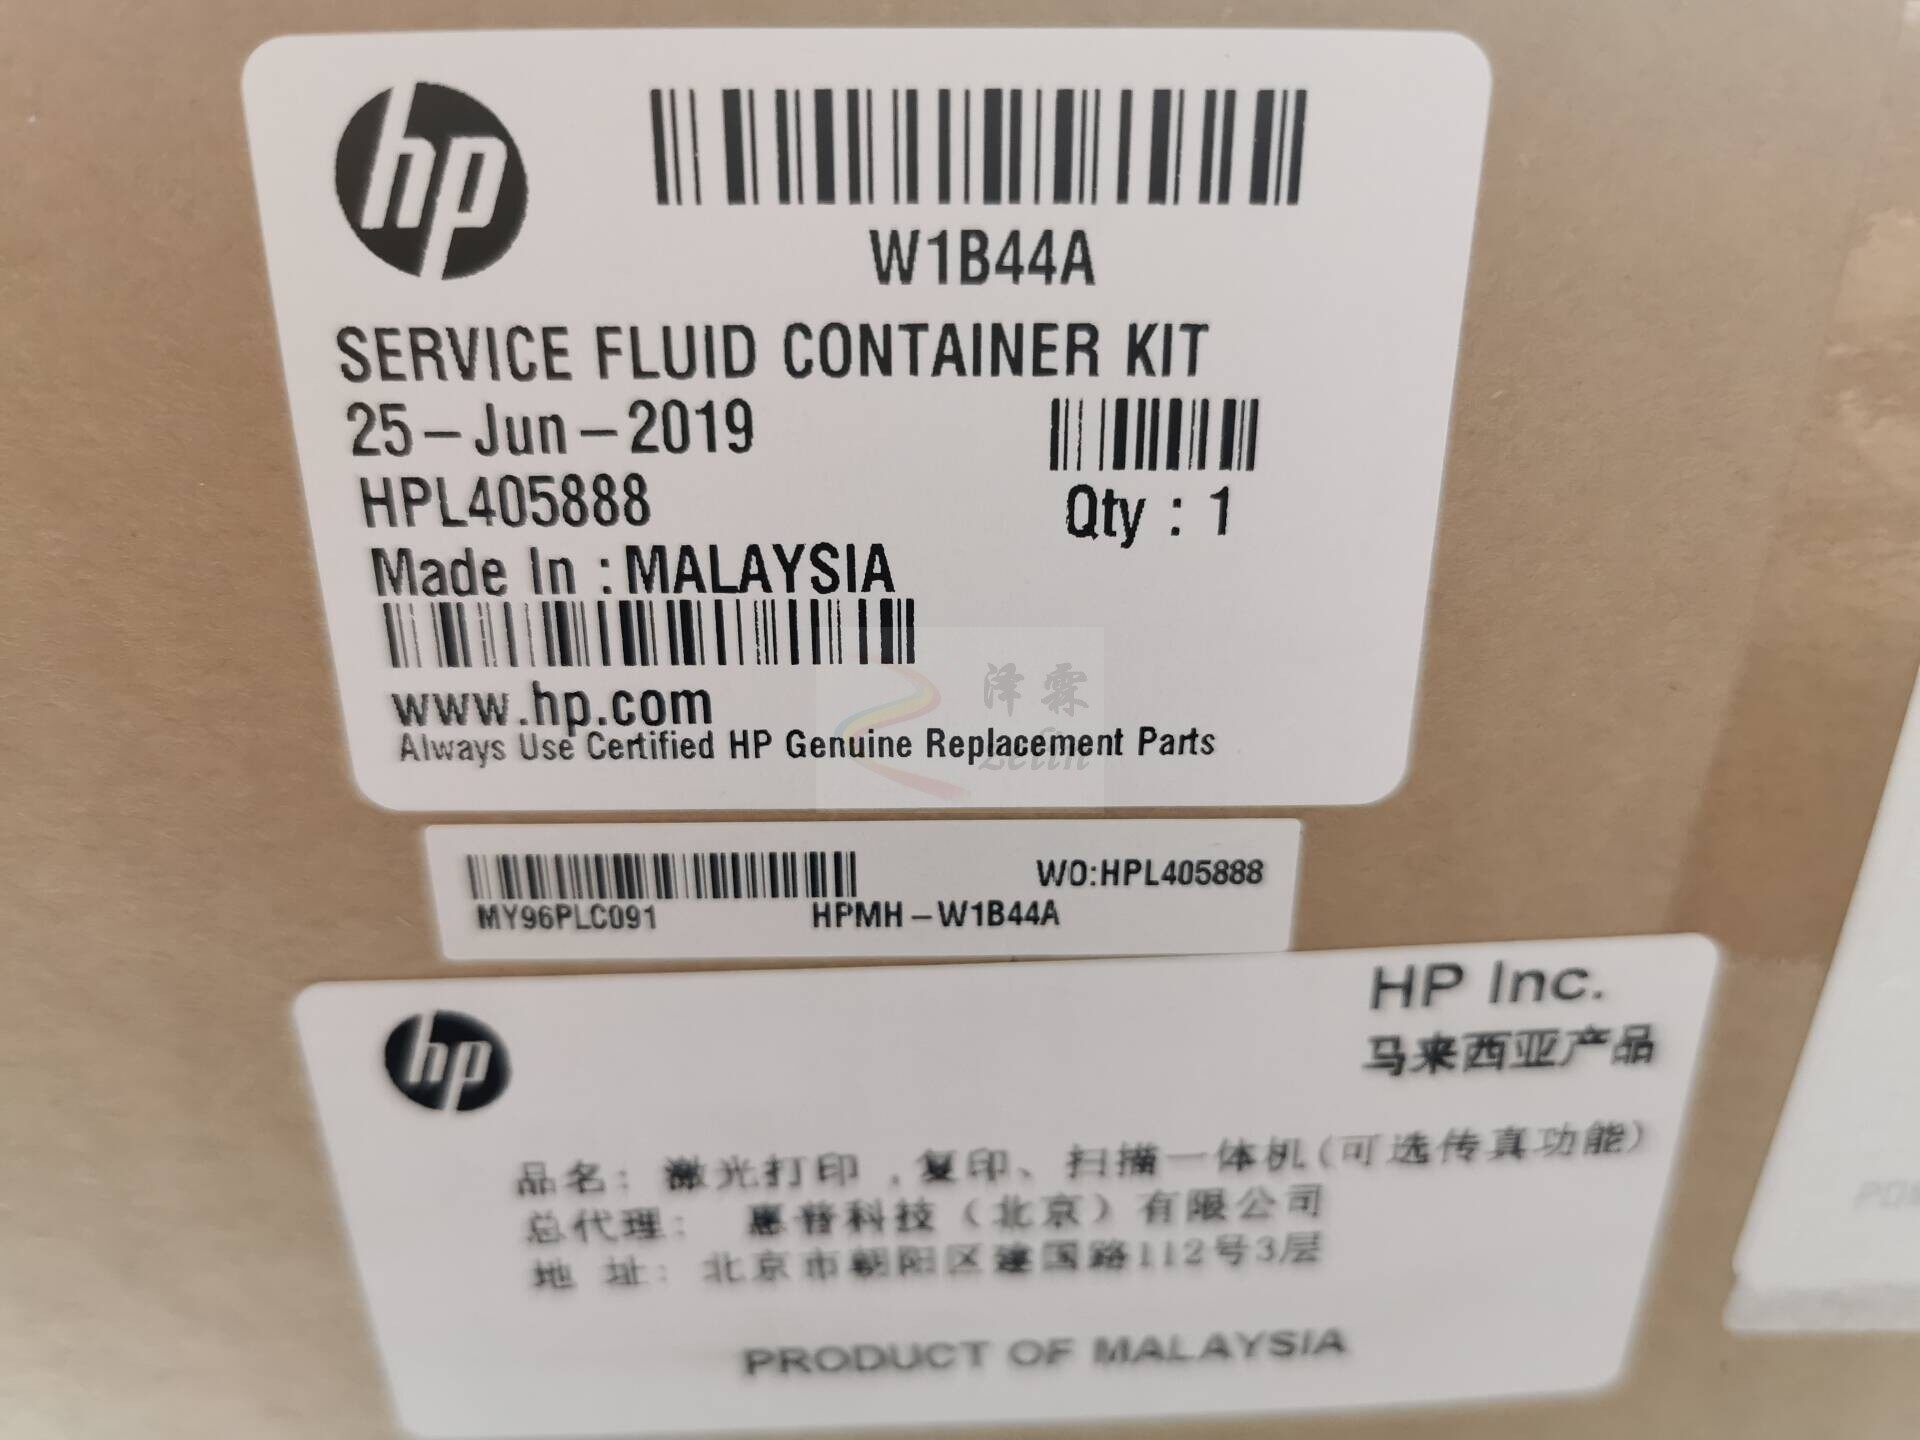 hp
W1B44A
SERVICE FLUID CONTAINER KIT
25-Jun-2019
HPL405888
Qty : 1
Made In : MALAYSIA
www.hp.com
Always Use Certified HP Genuine Replacement Parts
泽霖
Zelin
WO:HPL405888
MY96PLC091 HPMH-W1B44A
hp
HP Inc.
马来西亚产品
品名: 激光打印,复印、扫描一体机(可选传真功能)
总代理: 惠普科技(北京)有限公司
地 址: 北京市朝阳区建国路112号3层
PRODUCT OF MALAYSIA